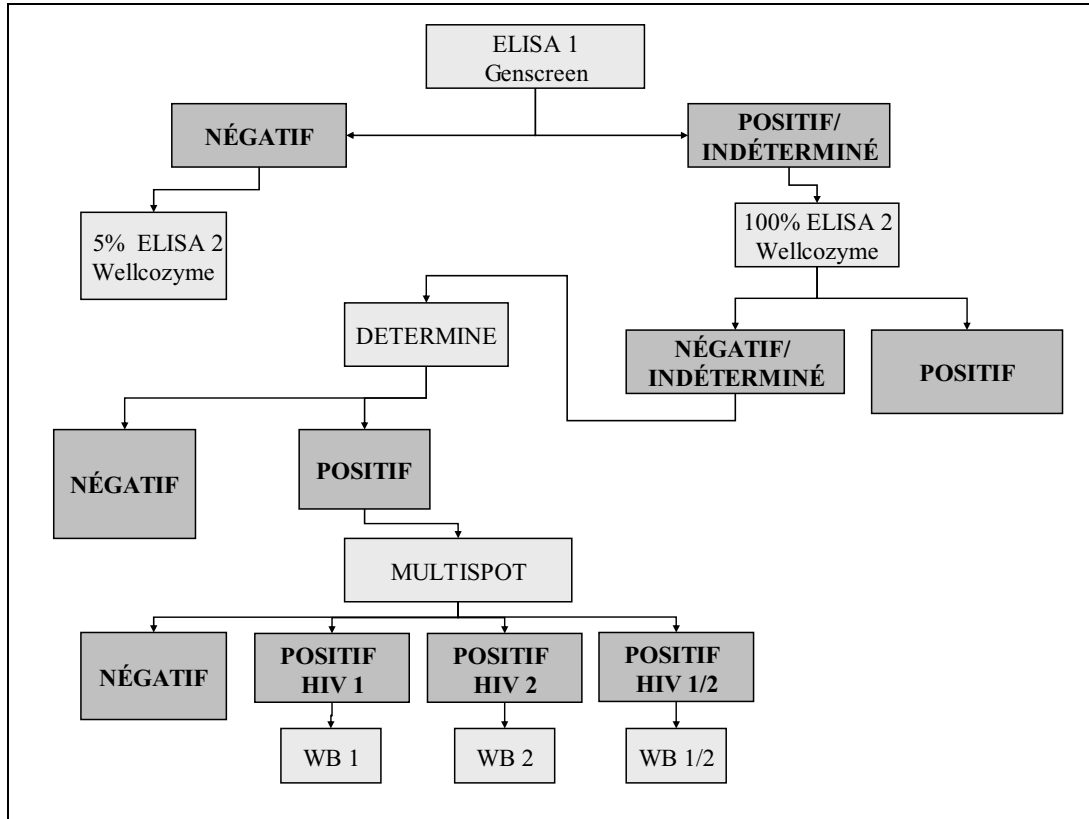 ELISA 1
Genscreen
NÉGATIF
POSITIF/
INDÉTERMINÉ
5% ELISA 2
Wellcozyme
100% ELISA 2
Wellcozyme
DETERMINE
NÉGATIF/
INDÉTERMINÉ
POSITIF
NÉGATIF
POSITIF
MULTISPOT
NÉGATIF
POSITIF
HIV 1
POSITIF
HIV 2
POSITIF
HIV 1/2
WB 1
WB 2
WB 1/2